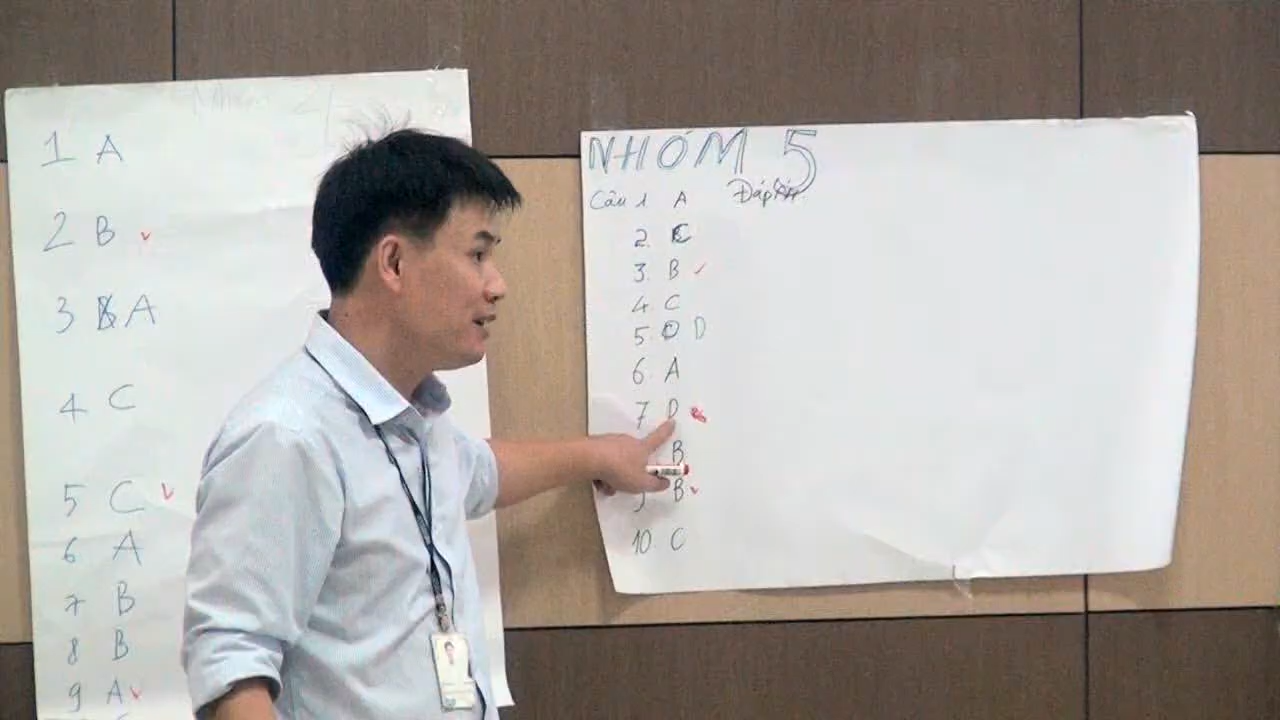 1 A
2 B
3 A
4 C
5 C
6 A
7 B
8 B
9 A
NHÓM 5
Câu 1 A Đáp án
2. C
3. B
4. C
5. D
6. A
7 D
B
9 B
10. C